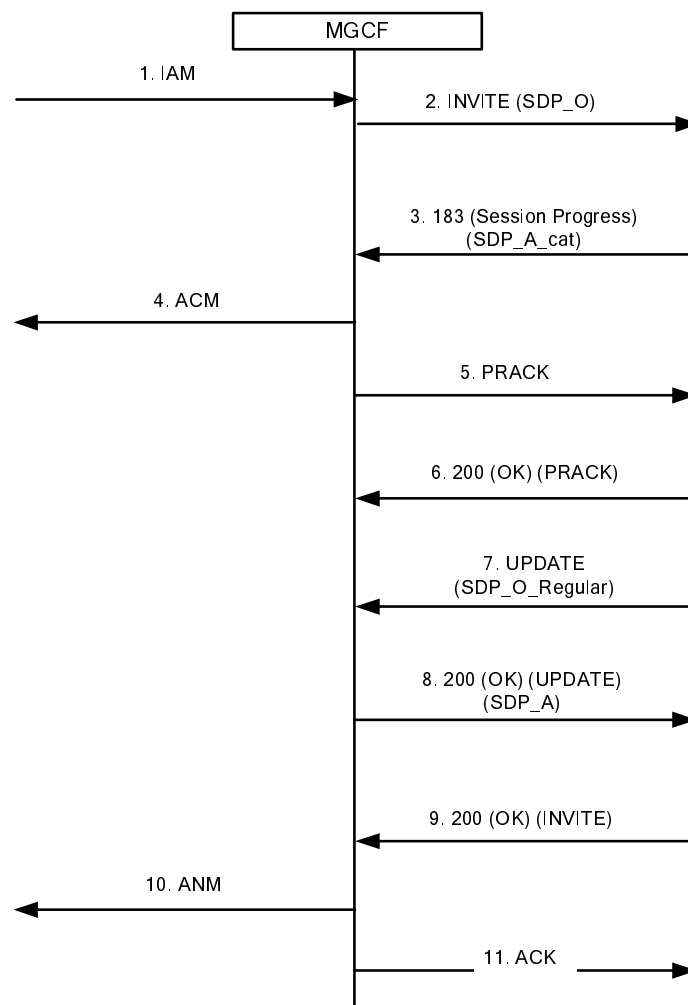 MGCF
1. IAM
2. INVITE (SDP_O)
3. 183 (Session Progress)
(SDP_A_cat)
4. ACM
5. PRACK
6. 200 (OK) (PRACK)
7. UPDATE
(SDP_O_Regular)
8. 200 (OK) (UPDATE)
(SDP_A)
9. 200 (OK) (INVITE)
10. ANM
11. ACK